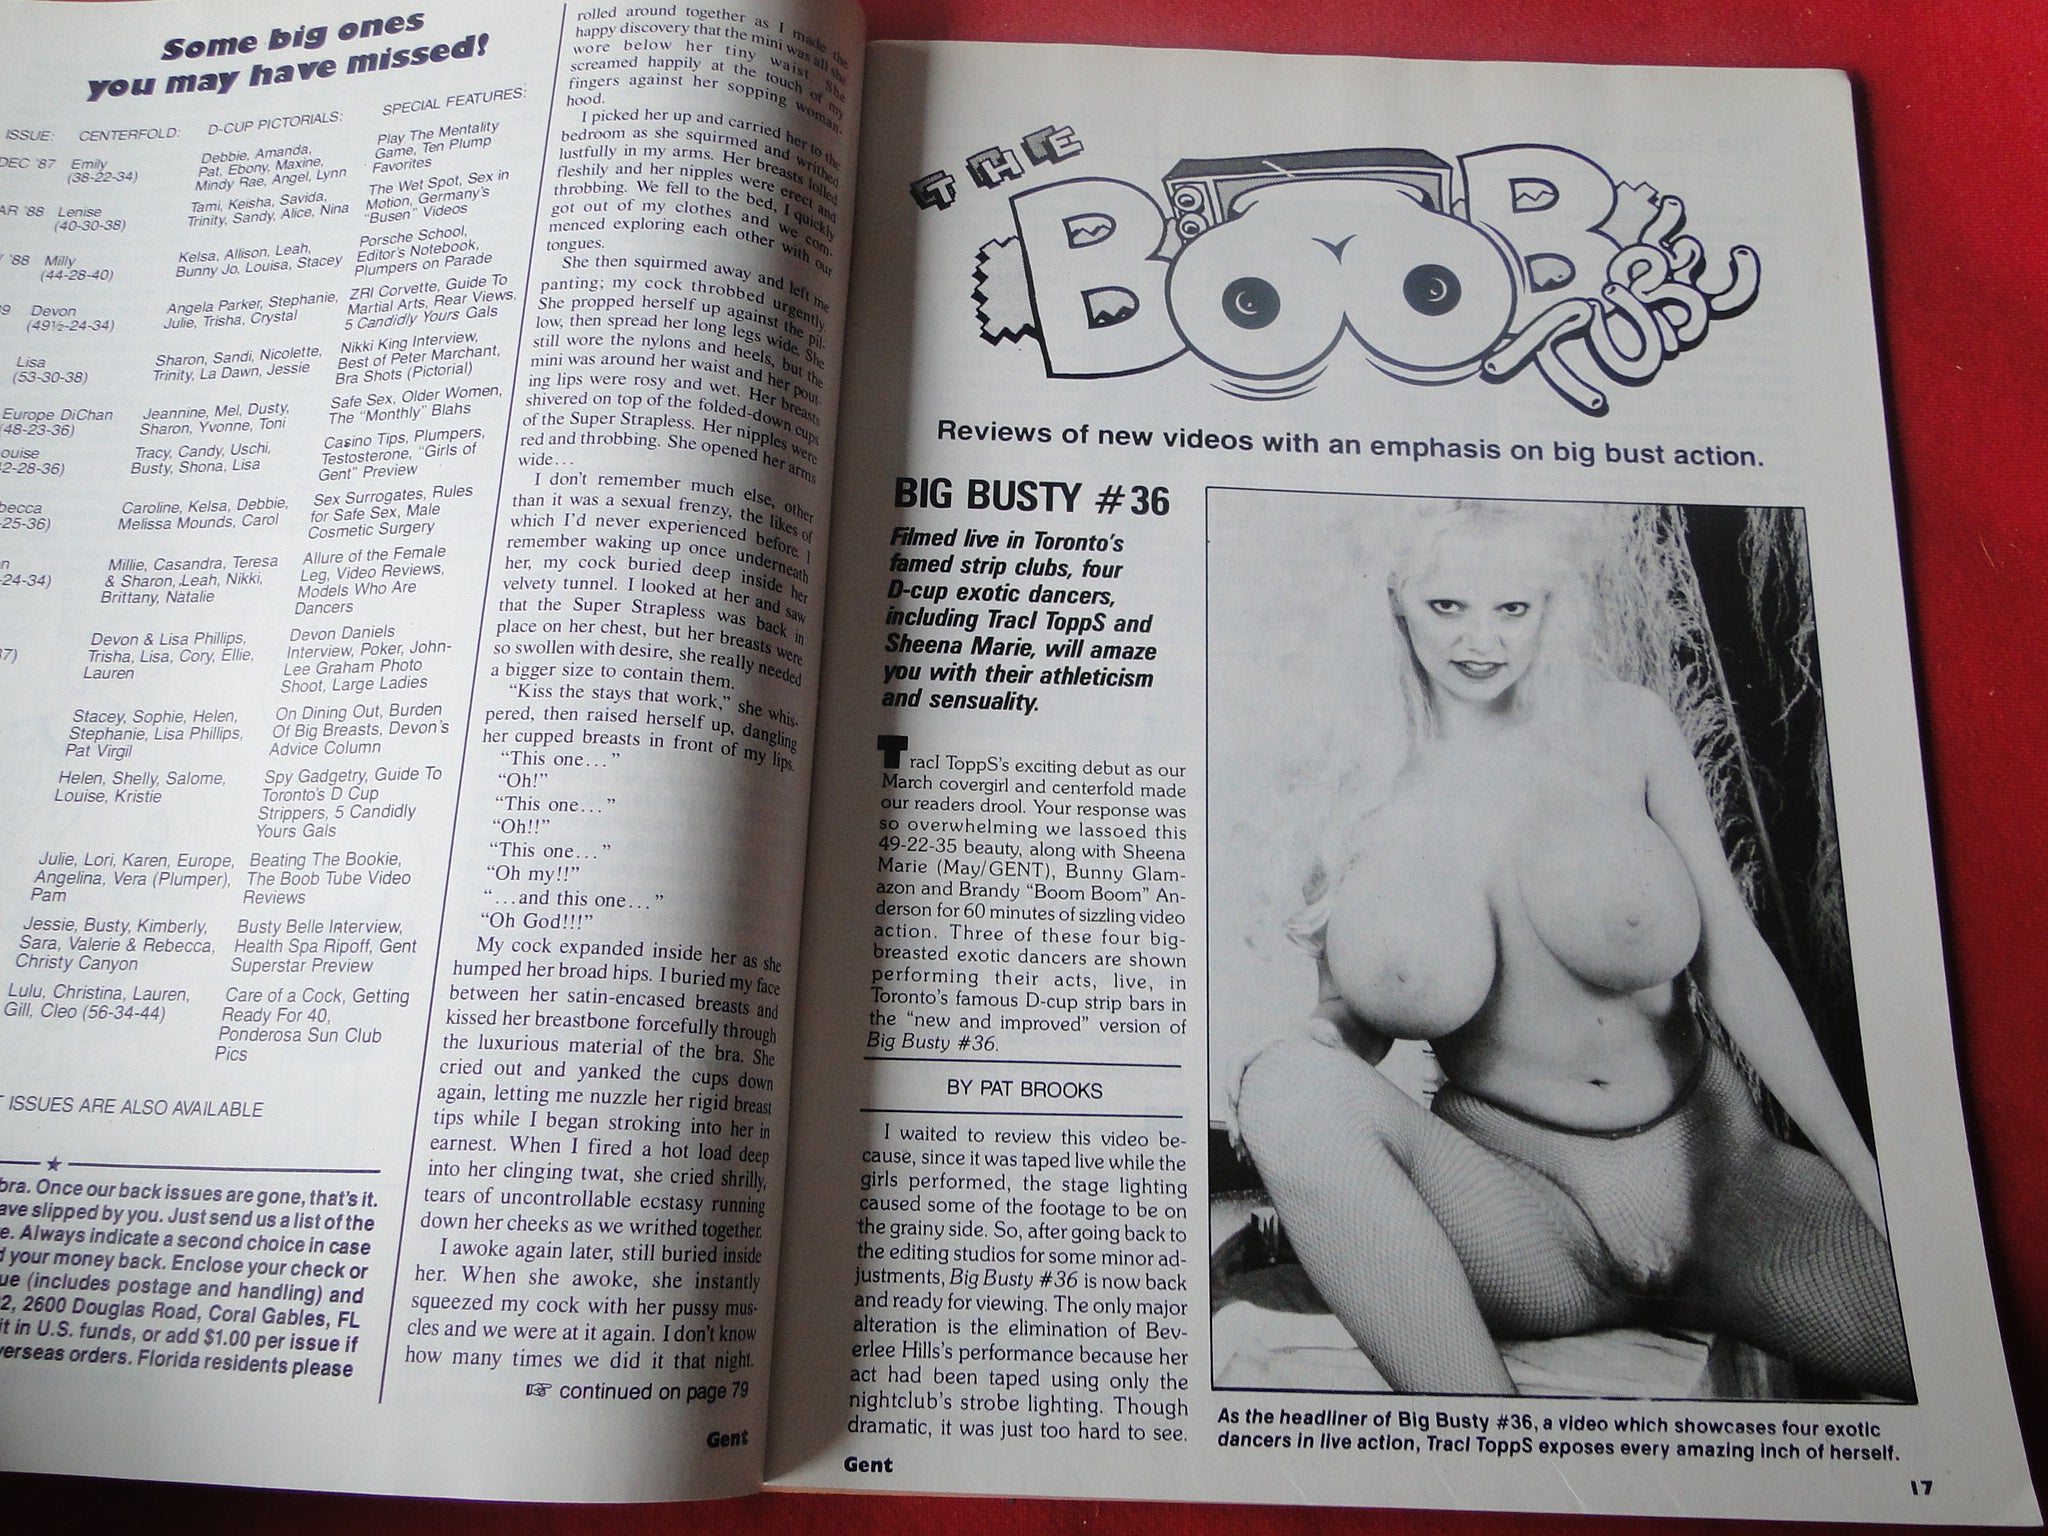 Some big ones
you may have missed!
ISSUE: CENTERFOLD: D-CUP PICTORIALS: SPECIAL FEATURES:
DEC '87 Emily
(38-22-34)
Debbie, Amanda,
Pat, Ebony, Maxine,
Mindy Rae, Angel, Lynn
Play The Mentality
Game, Ten Plump
Favorites
'88 Lenise
(40-30-38)
Tami, Keisha, Savida,
Trinity, Sandy, Alice, Nina
The Wet Spot, Sex in
Motion, Germany's
"Busen" Videos
'88 Milly
(44-28-40)
Kelsa, Allison, Leah,
Bunny Jo, Louisa, Stacey
Porsche School,
Editor's Notebook,
Plumpers on Parade
Devon
(49½-24-34)
Angela Parker, Stephanie,
Julie, Trisha, Crystal
ZRI Corvette, Guide To
Martial Arts, Rear Views,
5 Candidly Yours Gals
Lisa
(53-30-38)
Sharon, Sandi, Nicolette,
Trinity, La Dawn, Jessie
Nikki King Interview,
Best of Peter Marchant,
Bra Shots (Pictorial)
Europe DiChan
(48-23-36)
Jeannine, Mel, Dusty,
Sharon, Yvonne, Toni
Safe Sex, Older Women,
The "Monthly" Blahs
Tracy, Candy, Uschi,
Busty, Shona, Lisa
Casino Tips, Plumpers,
Testosterone, "Girls of
Gent" Preview
Caroline, Kelsa, Debbie,
Melissa Mounds, Carol
Sex Surrogates, Rules
for Safe Sex, Male
Cosmetic Surgery
Millie, Casandra, Teresa
& Sharon, Leah, Nikki,
Brittany, Natalie
Allure of the Female
Leg, Video Reviews,
Models Who Are
Dancers
Devon & Lisa Phillips,
Trisha, Lisa, Cory, Ellie,
Lauren
Devon Daniels
Interview, Poker, John-
Lee Graham Photo
Shoot, Large Ladies
Stacey, Sophie, Helen,
Stephanie, Lisa Phillips,
Pat Virgil
On Dining Out, Burden
Of Big Breasts, Devon's
Advice Column
Helen, Shelly, Salome,
Louise, Kristie
Spy Gadgetry, Guide To
Toronto's D Cup
Strippers, 5 Candidly
Yours Gals
Julie, Lori, Karen, Europe,
Angelina, Vera (Plumper),
Pam
Beating The Bookie,
The Boob Tube Video
Reviews
Jessie, Busty, Kimberly,
Sara, Valerie & Rebecca,
Christy Canyon
Busty Belle Interview,
Health Spa Ripoff, Gent
Superstar Preview
Lulu, Christina, Lauren,
Gill, Cleo (56-34-44)
Care of a Cock, Getting
Ready For 40,
Ponderosa Sun Club
Pics
ISSUES ARE ALSO AVAILABLE
bra. Once our back issues are gone, that's it.
slipped by you. Just send us a list of the
Always indicate a second choice in case
your money back. Enclose your check or
(includes postage and handling) and
2600 Douglas Road, Coral Gables, FL
in U.S. funds, or add $1.00 per issue if
orders. Florida residents please
rolled around together as I made the
happy discovery that the mini was all she
wore below her tiny waist. She
screamed happily at the touch of my
fingers against her sopping woman-
hood.
I picked her up and carried her to the
bedroom as she squirmed and writhed
lustfully in my arms. Her breasts lolled
fleshily and her nipples were erect and
throbbing. We fell to the bed, I quickly
got out of my clothes and we com-
menced exploring each other with our
tongues.
She then squirmed away and left me
panting; my cock throbbed urgently.
She propped herself up against the pil-
low, then spread her long legs wide. She
still wore the nylons and heels, but the
mini was around her waist and her pout-
ing lips were rosy and wet. Her breasts
shivered on top of the folded-down cups
of the Super Strapless. Her nipples were
red and throbbing. She opened her arms
wide…
I don't remember much else, other
than it was a sexual frenzy, the likes of
which I'd never experienced before. I
remember waking up once underneath
her, my cock buried deep inside her
velvety tunnel. I looked at her and saw
that the Super Strapless was back in
place on her chest, but her breasts were
so swollen with desire, she really needed
a bigger size to contain them.
"Kiss the stays that work," she whis-
pered, then raised herself up, dangling
her cupped breasts in front of my lips.
"This one…"
"Oh!"
"This one…"
"Oh!!"
"This one…"
"Oh my!!"
"…and this one…"
"Oh God!!!"
My cock expanded inside her as she
humped her broad hips. I buried my face
between her satin-encased breasts and
kissed her breastbone forcefully through
the luxurious material of the bra. She
cried out and yanked the cups down
again, letting me nuzzle her rigid breast
tips while I began stroking into her in
earnest. When I fired a hot load deep
into her clinging twat, she cried shrilly,
tears of uncontrollable ecstasy running
down her cheeks as we writhed together.
I awoke again later, still buried inside
her. When she awoke, she instantly
squeezed my cock with her pussy mus-
cles and we were at it again. I don't know
how many times we did it that night.
☞ continued on page 79
Gent
THE
BOOB
TUBE
Reviews of new videos with an emphasis on big bust action.
BIG BUSTY #36
Filmed live in Toronto's
famed strip clubs, four
D-cup exotic dancers,
including TracI ToppS and
Sheena Marie, will amaze
you with their athleticism
and sensuality.
TracI ToppS's exciting debut as our
March covergirl and centerfold made
our readers drool. Your response was
so overwhelming we lassoed this
49-22-35 beauty, along with Sheena
Marie (May/GENT), Bunny Glam-
azon and Brandy "Boom Boom" An-
derson for 60 minutes of sizzling video
action. Three of these four big-
breasted exotic dancers are shown
performing their acts, live, in
Toronto's famous D-cup strip bars in
the "new and improved" version of
Big Busty #36.
BY PAT BROOKS
I waited to review this video be-
cause, since it was taped live while the
girls performed, the stage lighting
caused some of the footage to be on
the grainy side. So, after going back to
the editing studios for some minor ad-
justments, Big Busty #36 is now back
and ready for viewing. The only major
alteration is the elimination of Bev-
erlee Hills's performance because her
act had been taped using only the
nightclub's strobe lighting. Though
dramatic, it was just too hard to see.
Gent
As the headliner of Big Busty #36, a video which showcases four exotic
dancers in live action, TracI ToppS exposes every amazing inch of herself.
17